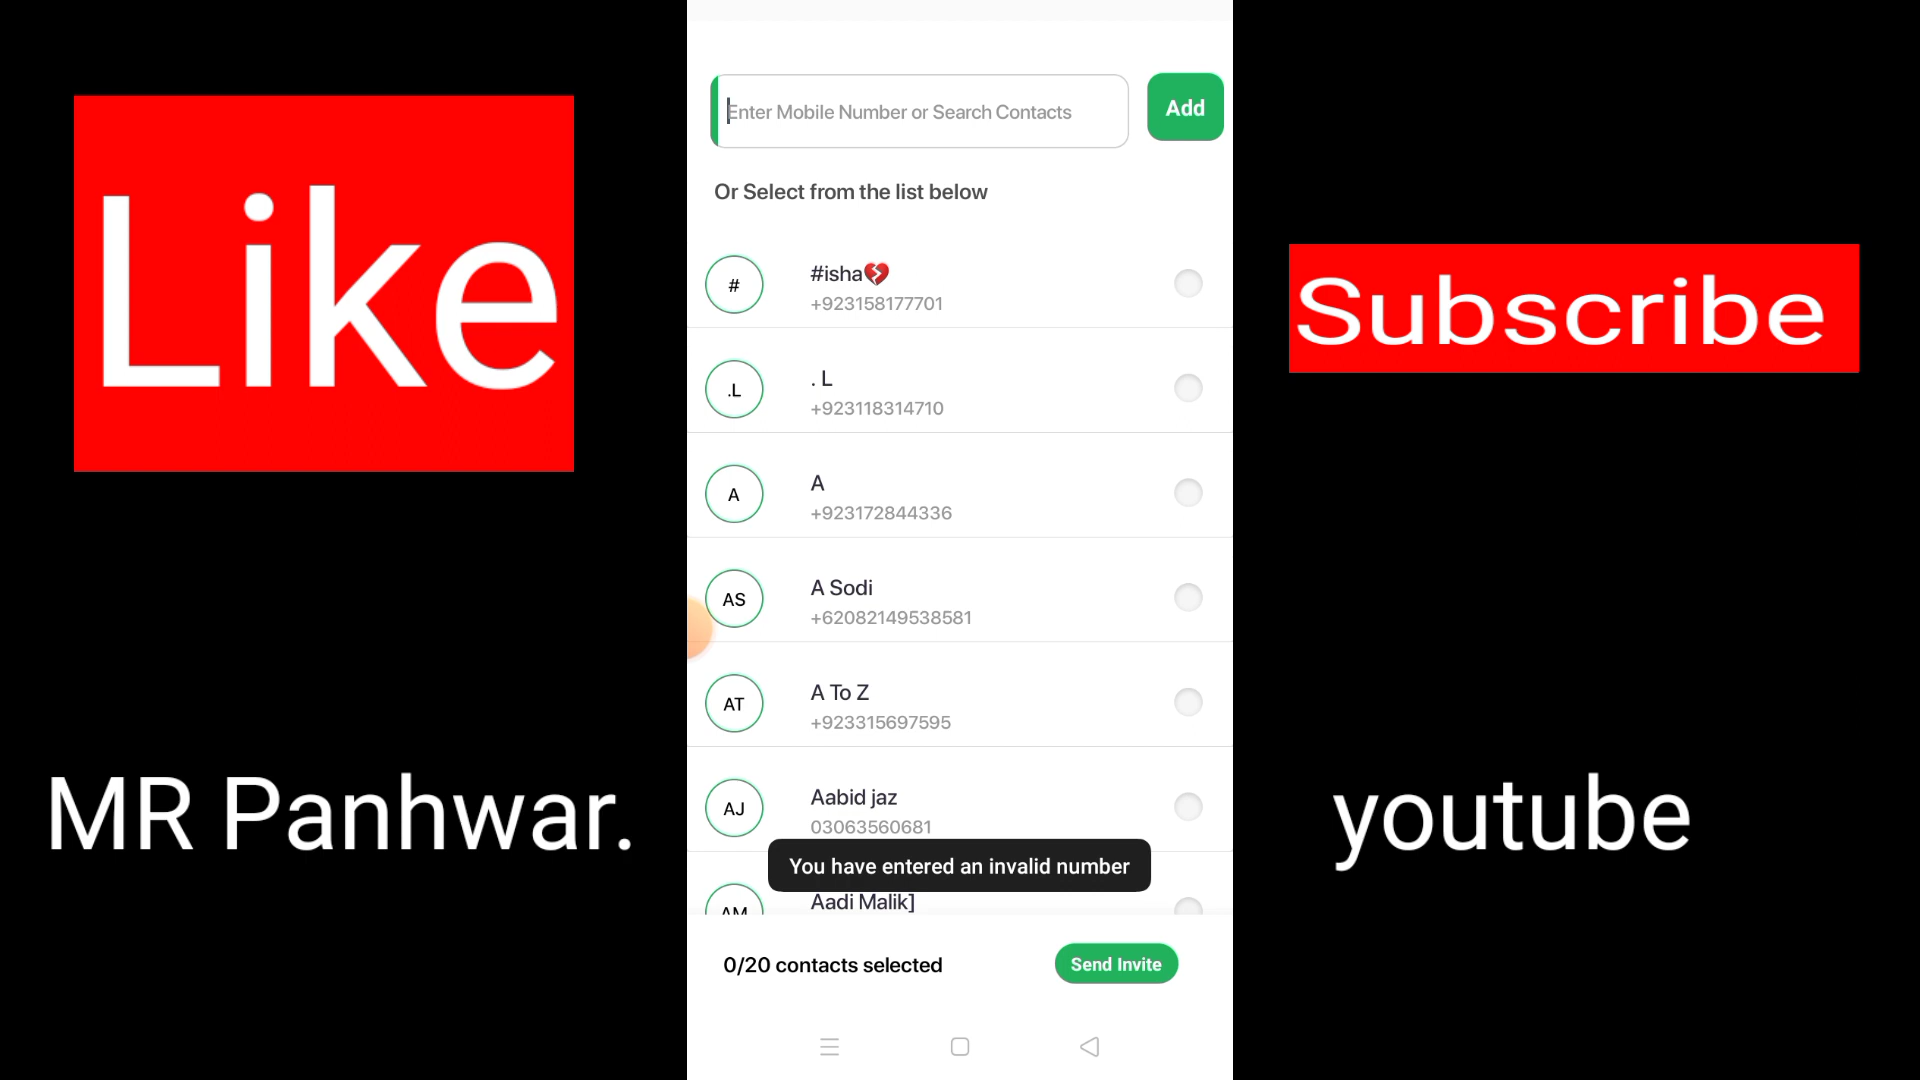 Like
MR Panhwar.
Enter Mobile Number or Search Contacts
Add
Or Select from the list below
#
#isha💔
+923158177701
.L
. L
+923118314710
A
A
+923172844336
AS
A Sodi
+62082149538581
AT
A To Z
+923315697595
AJ
Aabid jaz
03063560681
You have entered an invalid number
AM
Aadi Malik]
0/20 contacts selected
Send Invite
Subscribe
youtube